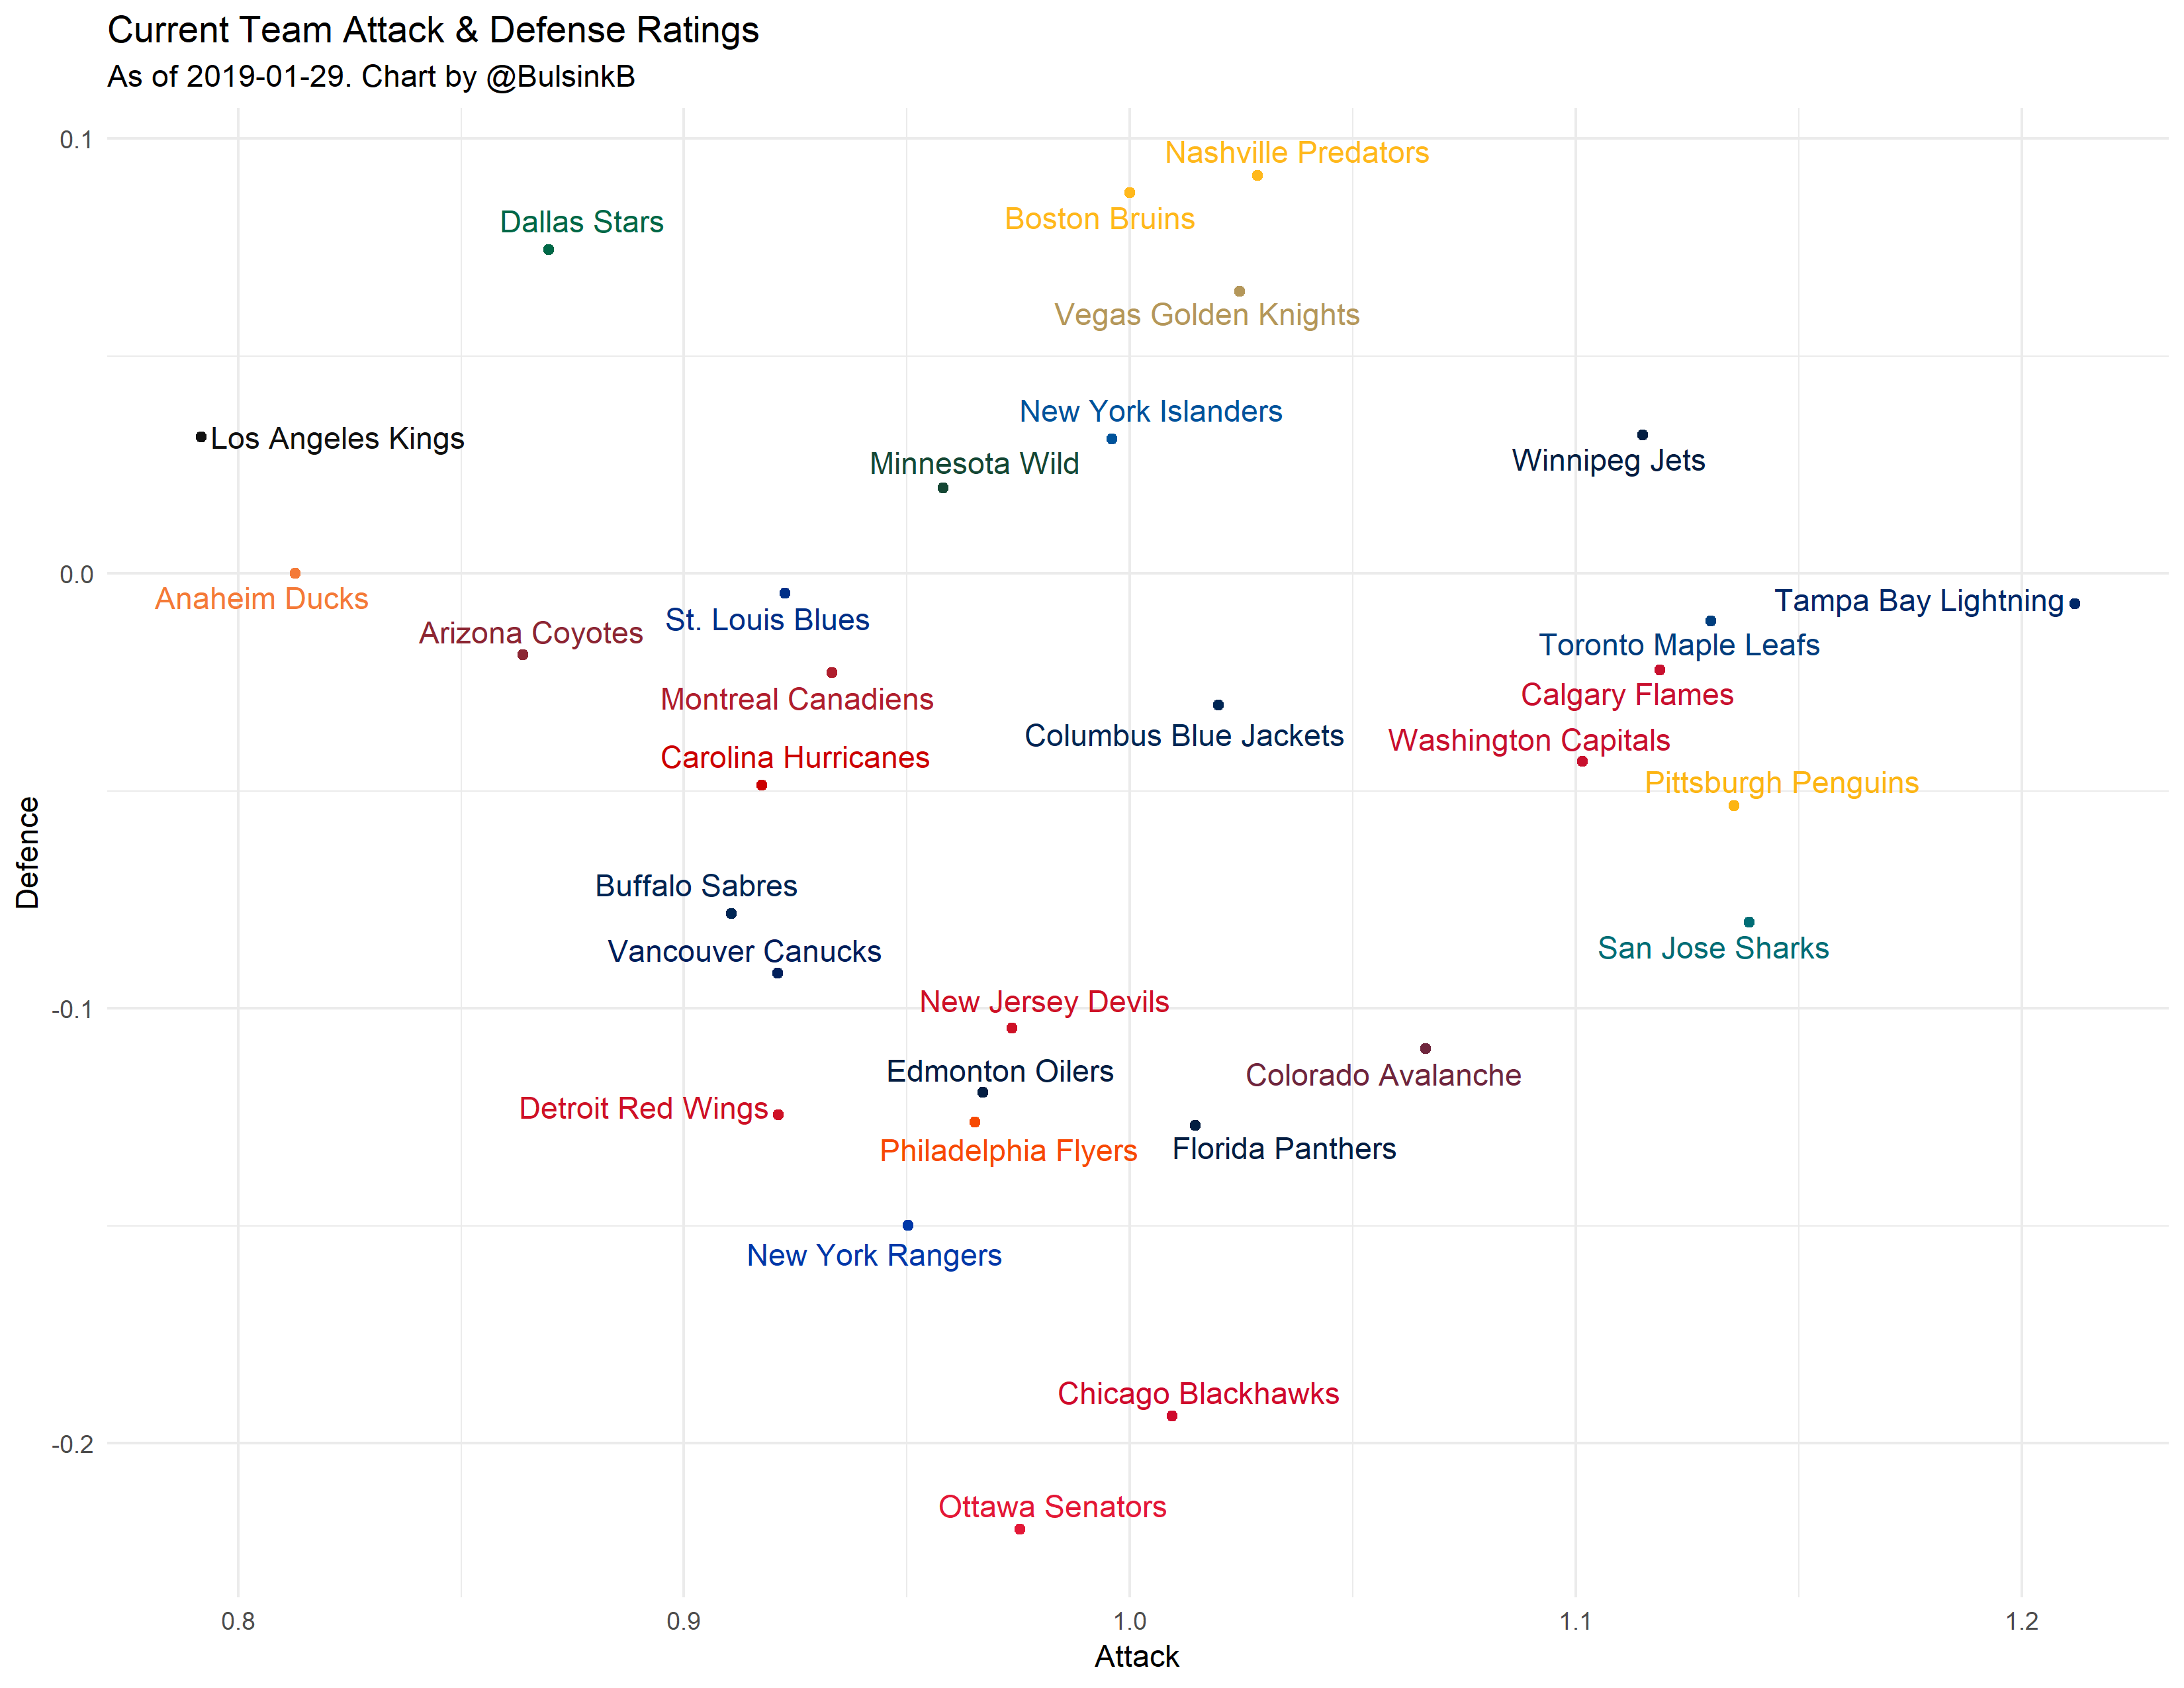 Current Team Attack & Defense Ratings
As of 2019-01-29. Chart by @BulsinkB
0.1
Nashville Predators
Boston Bruins
Dallas Stars
Vegas Golden Knights
New York Islanders
Los Angeles Kings
Minnesota Wild
Winnipeg Jets
0.0
Anaheim Ducks
Tampa Bay Lightning
St. Louis Blues
Arizona Coyotes
Toronto Maple Leafs
Montreal Canadiens
Calgary Flames
Columbus Blue Jackets
Washington Capitals
Carolina Hurricanes
Pittsburgh Penguins
Defence
Buffalo Sabres
Vancouver Canucks
San Jose Sharks
-0.1
New Jersey Devils
Edmonton Oilers
Colorado Avalanche
Detroit Red Wings
Philadelphia Flyers
Florida Panthers
New York Rangers
Chicago Blackhawks
-0.2
Ottawa Senators
0.8
0.9
1.0
1.1
1.2
Attack